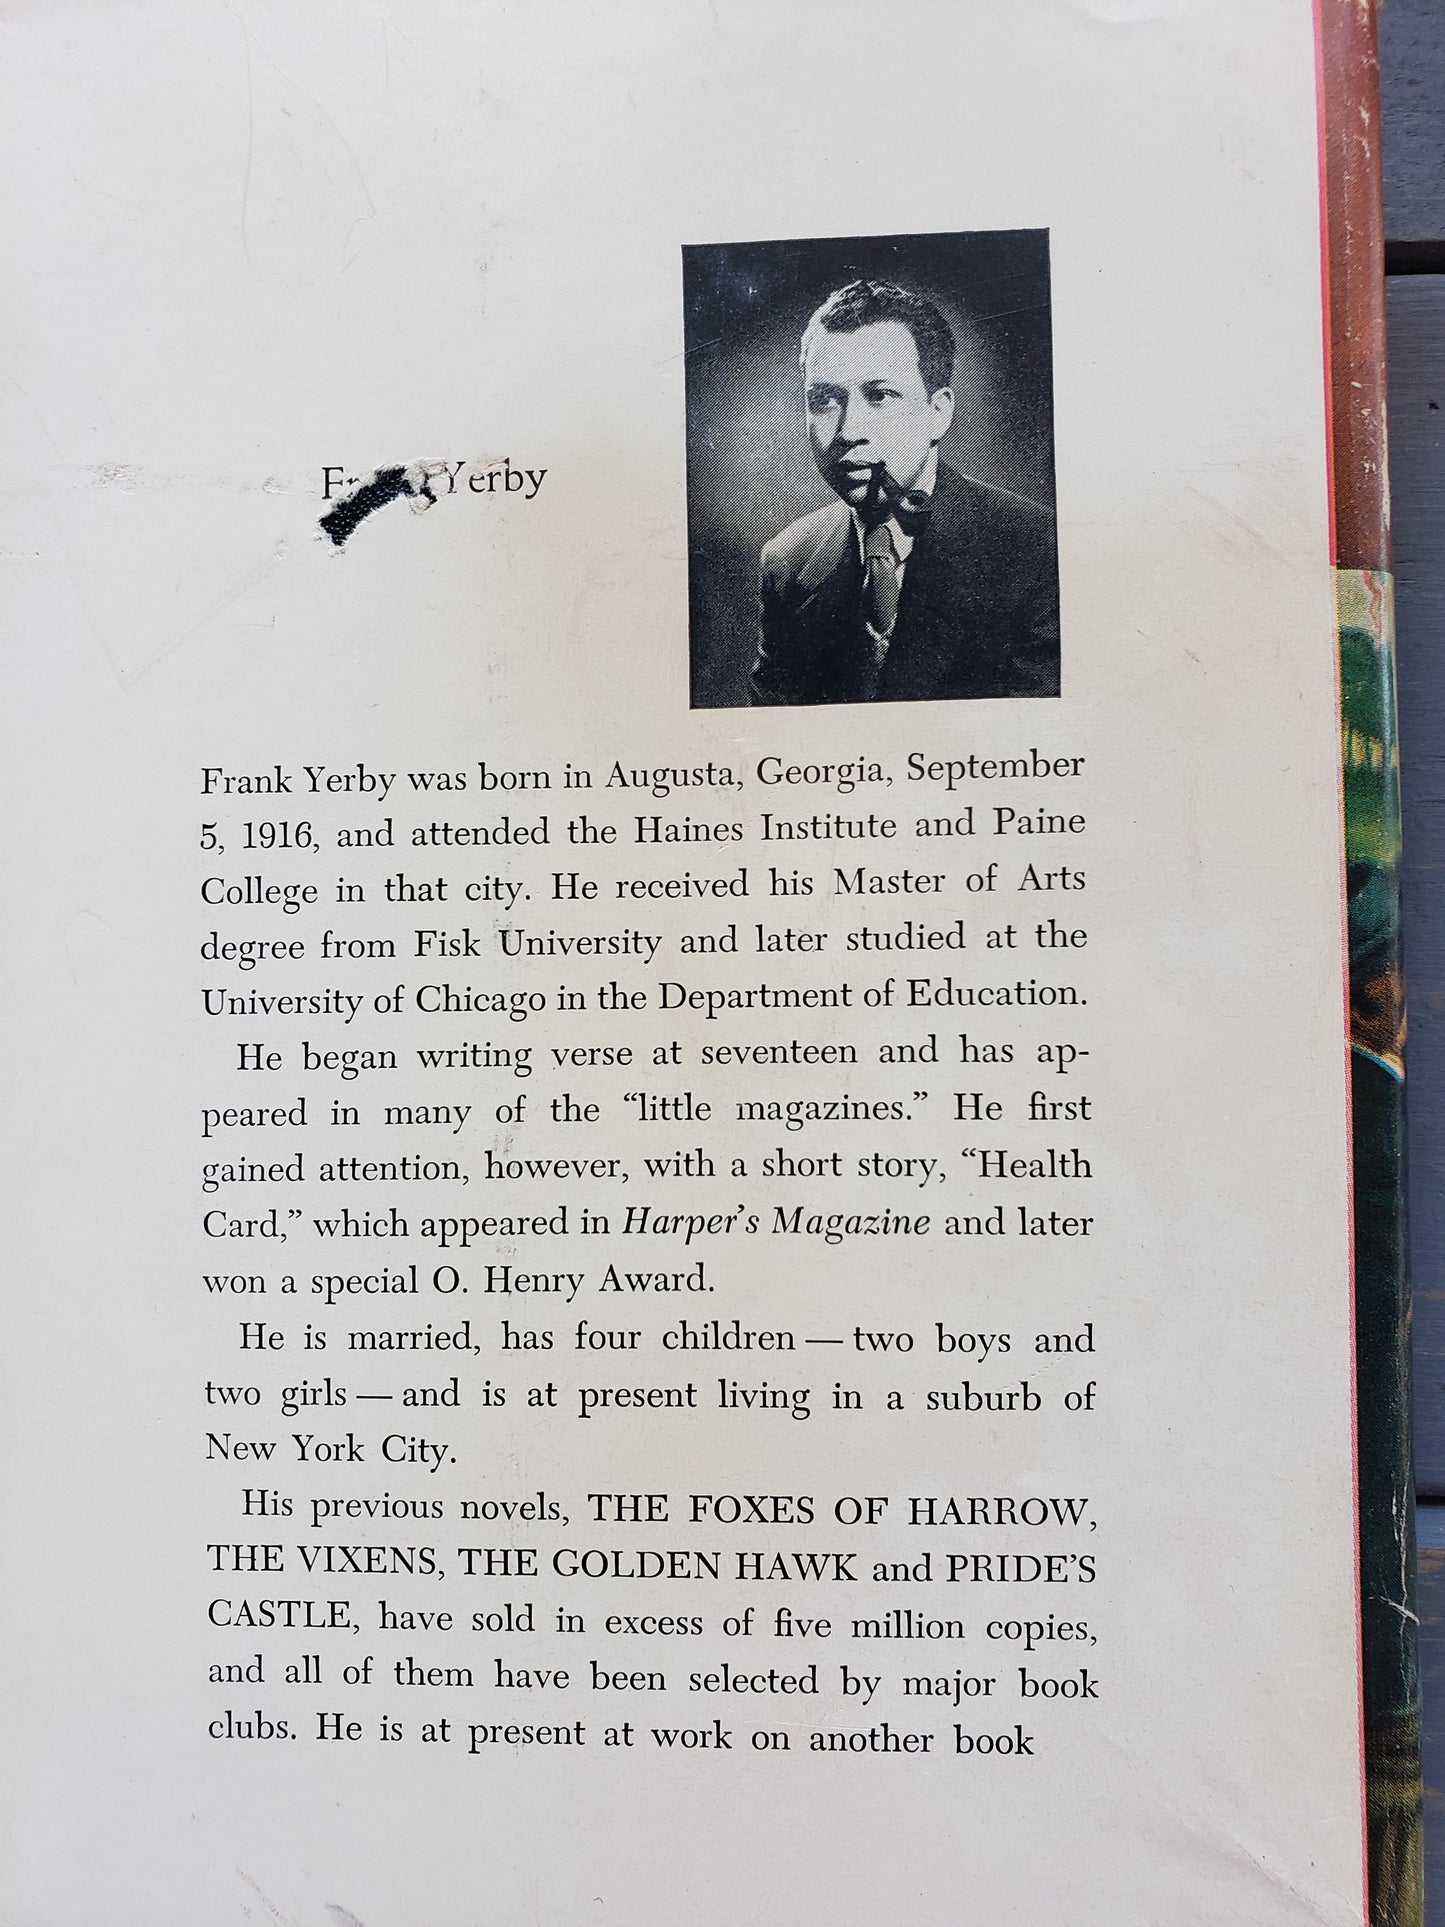 Yerby
Frank Yerby was born in Augusta, Georgia, September
5, 1916, and attended the Haines Institute and Paine
College in that city. He received his Master of Arts
degree from Fisk University and later studied at the
University of Chicago in the Department of Education.
He began writing verse at seventeen and has ap-
peared in many of the “little magazines.” He first
gained attention, however, with a short story, “Health
Card,” which appeared in Harper’s Magazine and later
won a special O. Henry Award.
He is married, has four children — two boys and
two girls — and is at present living in a suburb of
New York City.
His previous novels, THE FOXES OF HARROW,
THE VIXENS, THE GOLDEN HAWK and PRIDE’S
CASTLE, have sold in excess of five million copies,
and all of them have been selected by major book
clubs. He is at present at work on another book